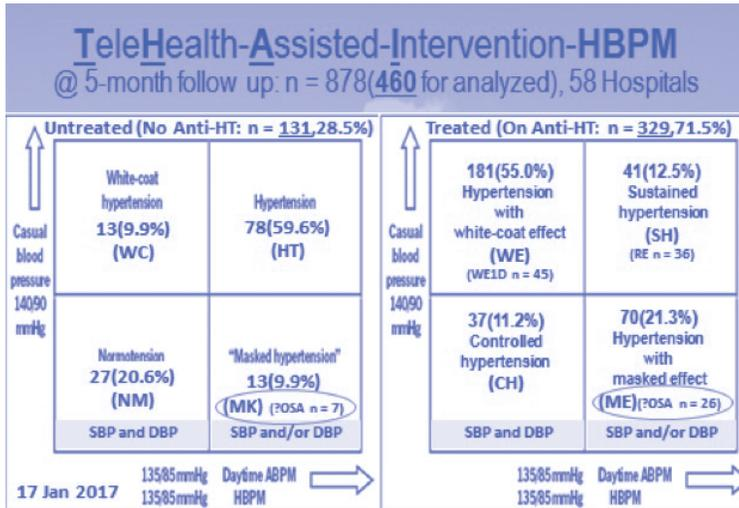 TeleHealth-Assisted-Intervention-HBPM
@ 5-month follow up: n = 878(460 for analyzed), 58 Hospitals
Untreated (No Anti-HT: n = 131,28.5%)
Casual
blood
pressure
140/90
mmHg
White-coat
hypertension
13(9.9%)
(WC)
Hypertension
78(59.6%)
(HT)
Normotension
27(20.6%)
(NM)
SBP and DBP
"Masked hypertension"
13(9.9%)
(MK) (?OSA n = 7)
SBP and/or DBP
135/85mmHg Daytime ABPM
135/85mmHg HBPM
17 Jan 2017
Treated (On Anti-HT: n = 329,71.5%)
Casual
blood
pressure
140/90
mmHg
181(55.0%)
Hypertension
with
white-coat effect
(WE)
(WE1D n = 45)
41(12.5%)
Sustained
hypertension
(SH)
(RE n = 36)
37(11.2%)
Controlled
hypertension
(CH)
SBP and DBP
70(21.3%)
Hypertension
with
masked effect
(ME)(?OSA n = 26)
SBP and/or DBP
135/85mmHg Daytime ABPM
135/85mmHg HBPM